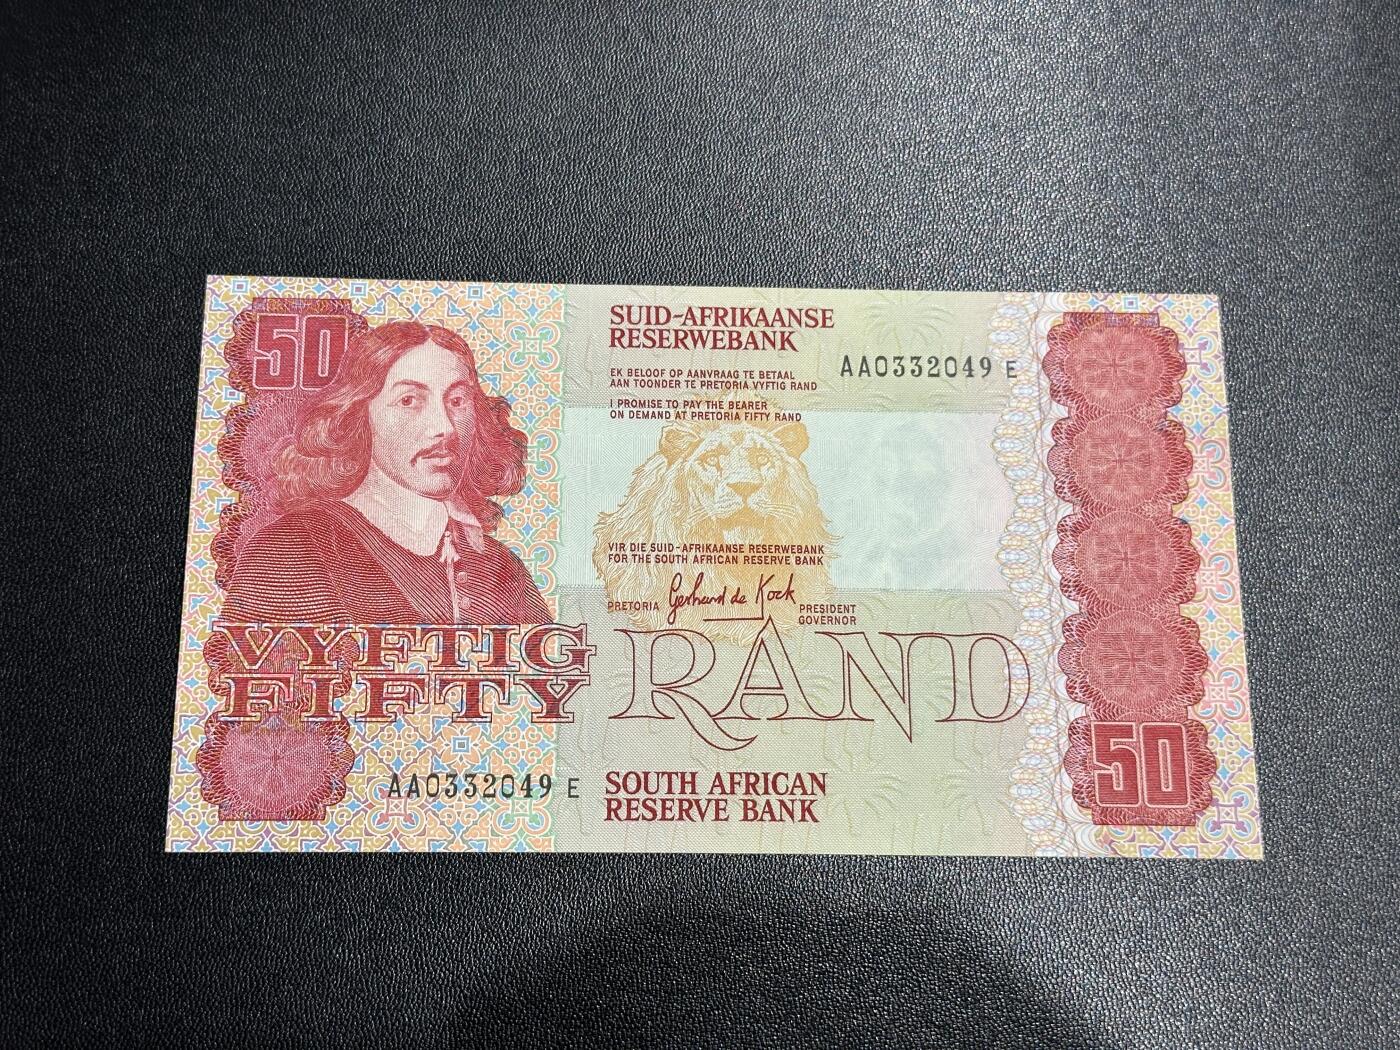 50
SUID-AFRIKAANSE
RESERWEBANK
EK BELOOF OP AANVRAAG TE BETAAL
AAN TOONDER TE PRETORIA VYFTIG RAND
AA0332049 E
I PROMISE TO PAY THE BEARER
ON DEMAND AT PRETORIA FIFTY RAND
VIR DIE SUID-AFRIKAANSE RESERWEBANK
FOR THE SOUTH AFRICAN RESERVE BANK
PRETORIA Gerhard de Kock PRESIDENT
GOVERNOR
VYFTIG
FIFTY
RAND
AA0332049 E
SOUTH AFRICAN
RESERVE BANK
50